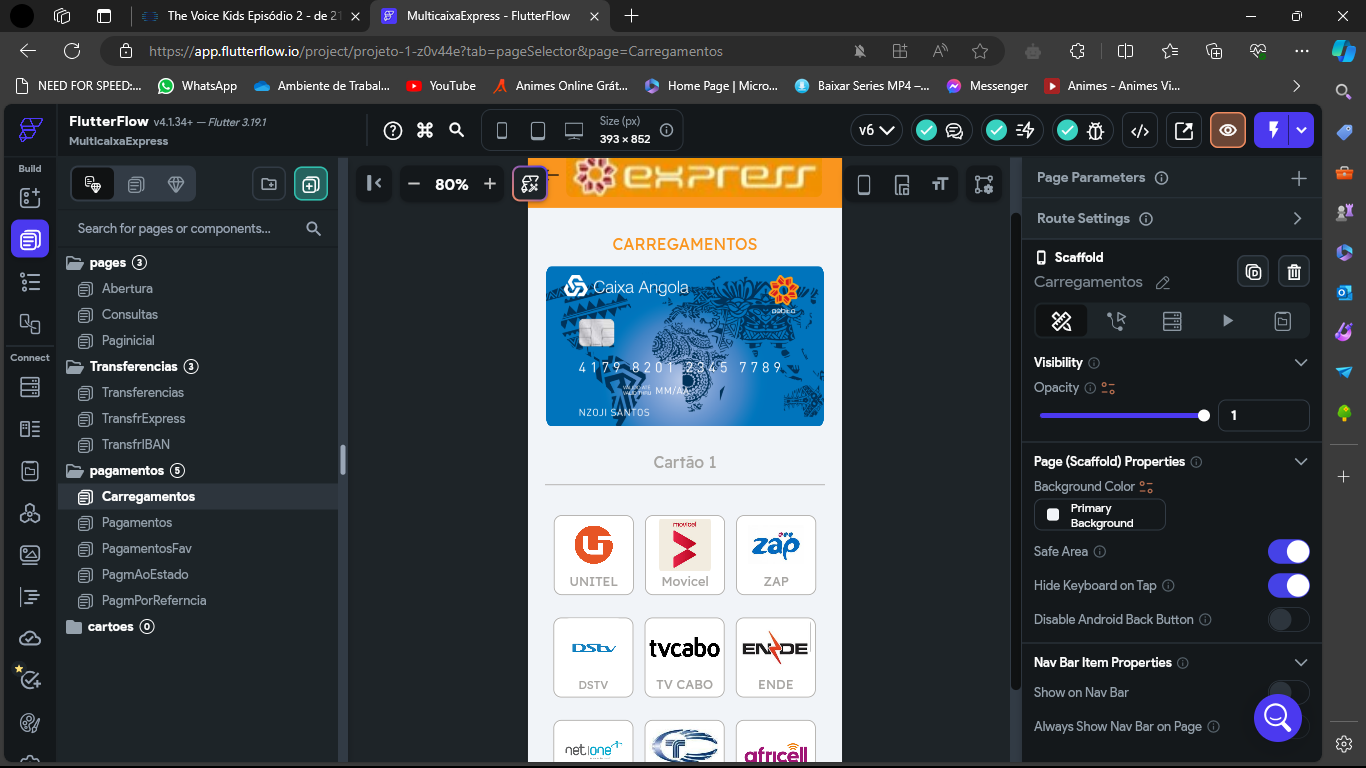 The Voice Kids Episódio 2 - de 21
MulticaixaExpress - FlutterFlow
https://app.flutterflow.io/project/projeto-1-z0v44e?tab=pageSelector&page=Carregamentos
NEED FOR SPEED:...
WhatsApp
Ambiente de Trabal...
YouTube
Animes Online Grát...
Home Page | Micro...
Baixar Series MP4 –...
Messenger
Animes - Animes Vi...
FlutterFlow v4.1.34+ — Flutter 3.19.1
MulticaixaExpress
Size (px)
393 × 852
v6
Build
Connect
Search for pages or components...
pages 3
Abertura
Consultas
Paginicial
Transferencias 3
Transferencias
TransfrExpress
TransfrIBAN
pagamentos 5
Carregamentos
Pagamentos
PagamentosFav
PagmAoEstado
PagmPorReferncia
cartoes 0
80%
express
CARREGAMENTOS
Caixa Angola
DEBITO
4179 8201 2345 7789
MM/AA
NZOJI SANTOS
Cartão 1
UNITEL
movicel
Movicel
zap
ZAP
DStv
DSTV
tvcabo
TV CABO
ENDE
ENDE
net one
africell
Page Parameters
Route Settings
Scaffold
Carregamentos
Visibility
Opacity
1
Page (Scaffold) Properties
Background Color
Primary
Background
Safe Area
Hide Keyboard on Tap
Disable Android Back Button
Nav Bar Item Properties
Show on Nav Bar
Always Show Nav Bar on Page